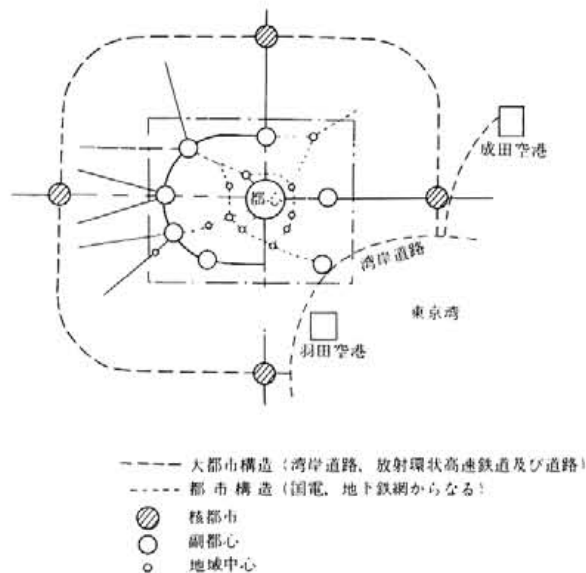 成田空港
都心
湾岸道路
東京湾
羽田空港
大都市構造（湾岸道路，放射環状高速鉄道及び道路）
都市構造（国電，地下鉄網からなる）
核都市
副都心
地域中心